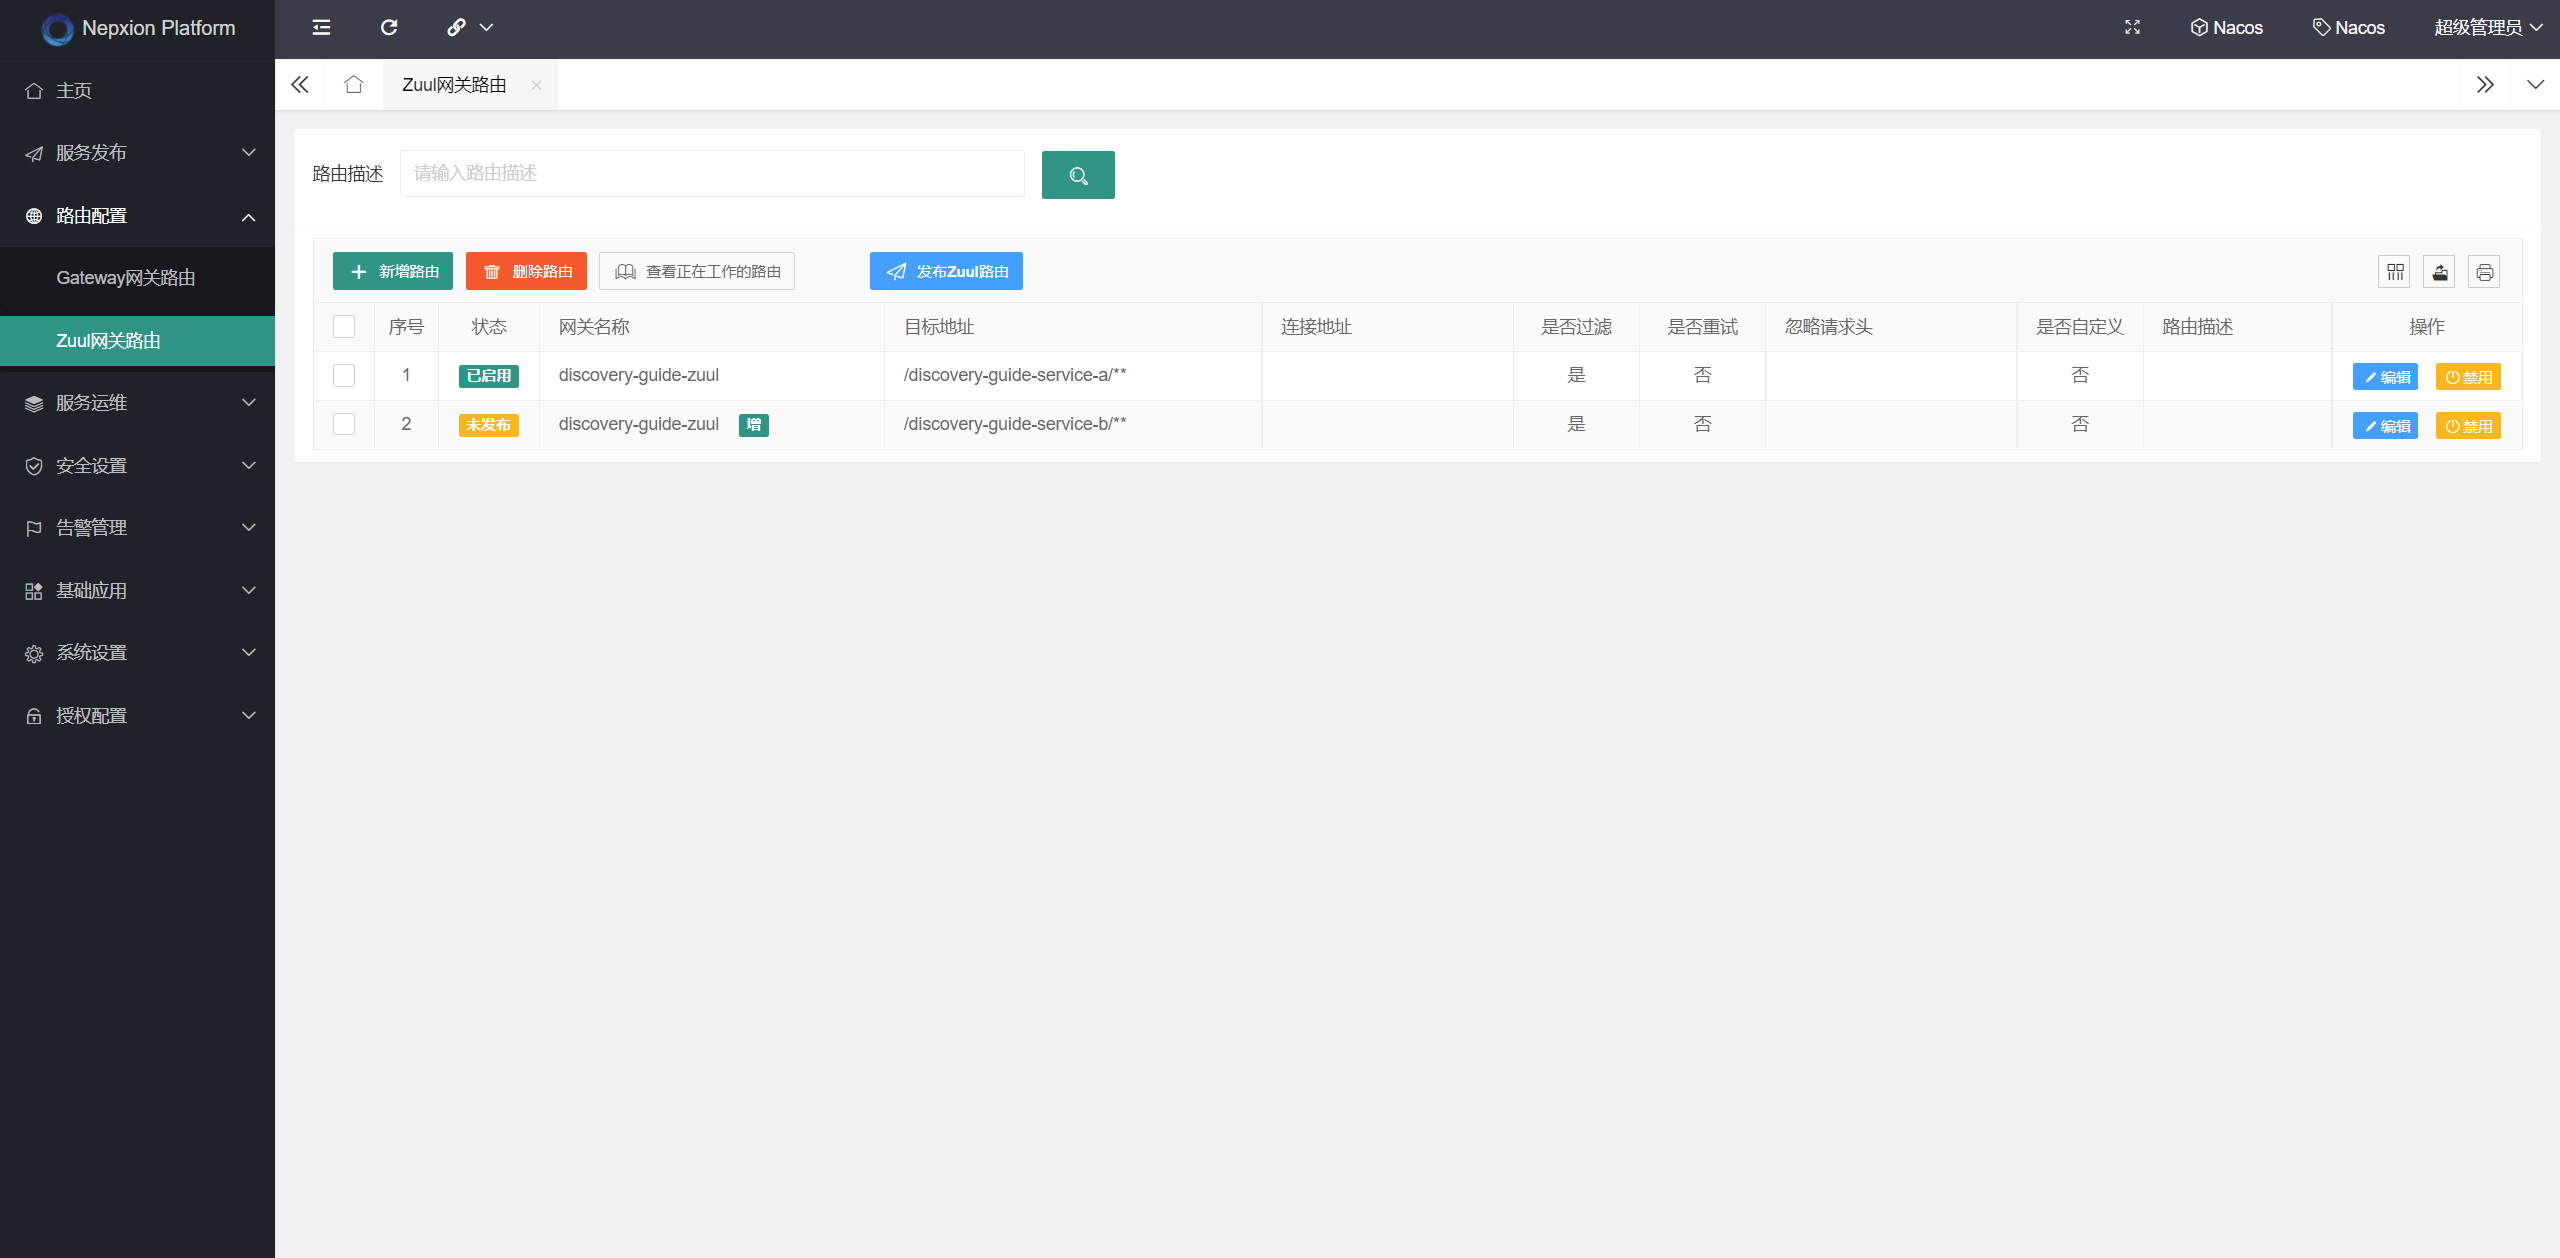 Nepxion Platform
Nacos
Nacos
超级管理员
主页
服务发布
路由配置
Gateway网关路由
Zuul网关路由
服务运维
安全设置
告警管理
基础应用
系统设置
授权配置
Zuul网关路由
路由描述 请输入路由描述
新增路由 删除路由 查看正在工作的路由 发布Zuul路由
序号 状态 网关名称 目标地址 连接地址 是否过滤 是否重试 忽略请求头 是否自定义 路由描述 操作
1 已启用 discovery-guide-zuul /discovery-guide-service-a/** 是 否 否 编辑 禁用
2 未发布 discovery-guide-zuul 增 /discovery-guide-service-b/** 是 否 否 编辑 禁用